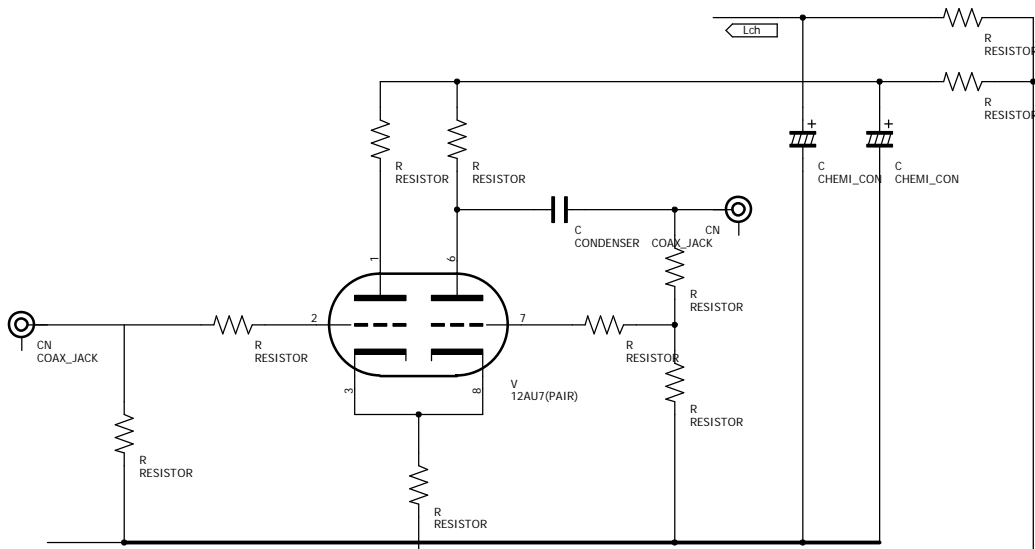 Lch
R
RESISTOR
R
RESISTOR
R
RESISTOR
R
RESISTOR
C
CHEMI_CON
C
CHEMI_CON
C
CONDENSER
CN
COAX_JACK
1
6
R
RESISTOR
2
7
CN
COAX_JACK
R
RESISTOR
R
RESISTOR
3
8
V
12AU7(PAIR)
R
RESISTOR
R
RESISTOR
R
RESISTOR